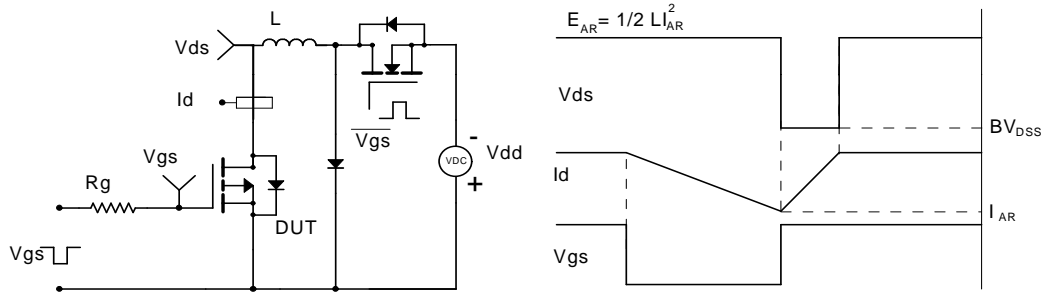 L
Vds
Id
Vgs
Rg
DUT
Vgs
Vgs
-
VDC
+
Vdd
E_AR = 1/2 LI_AR^2
Vds
BV_DSS
Id
I_AR
Vgs